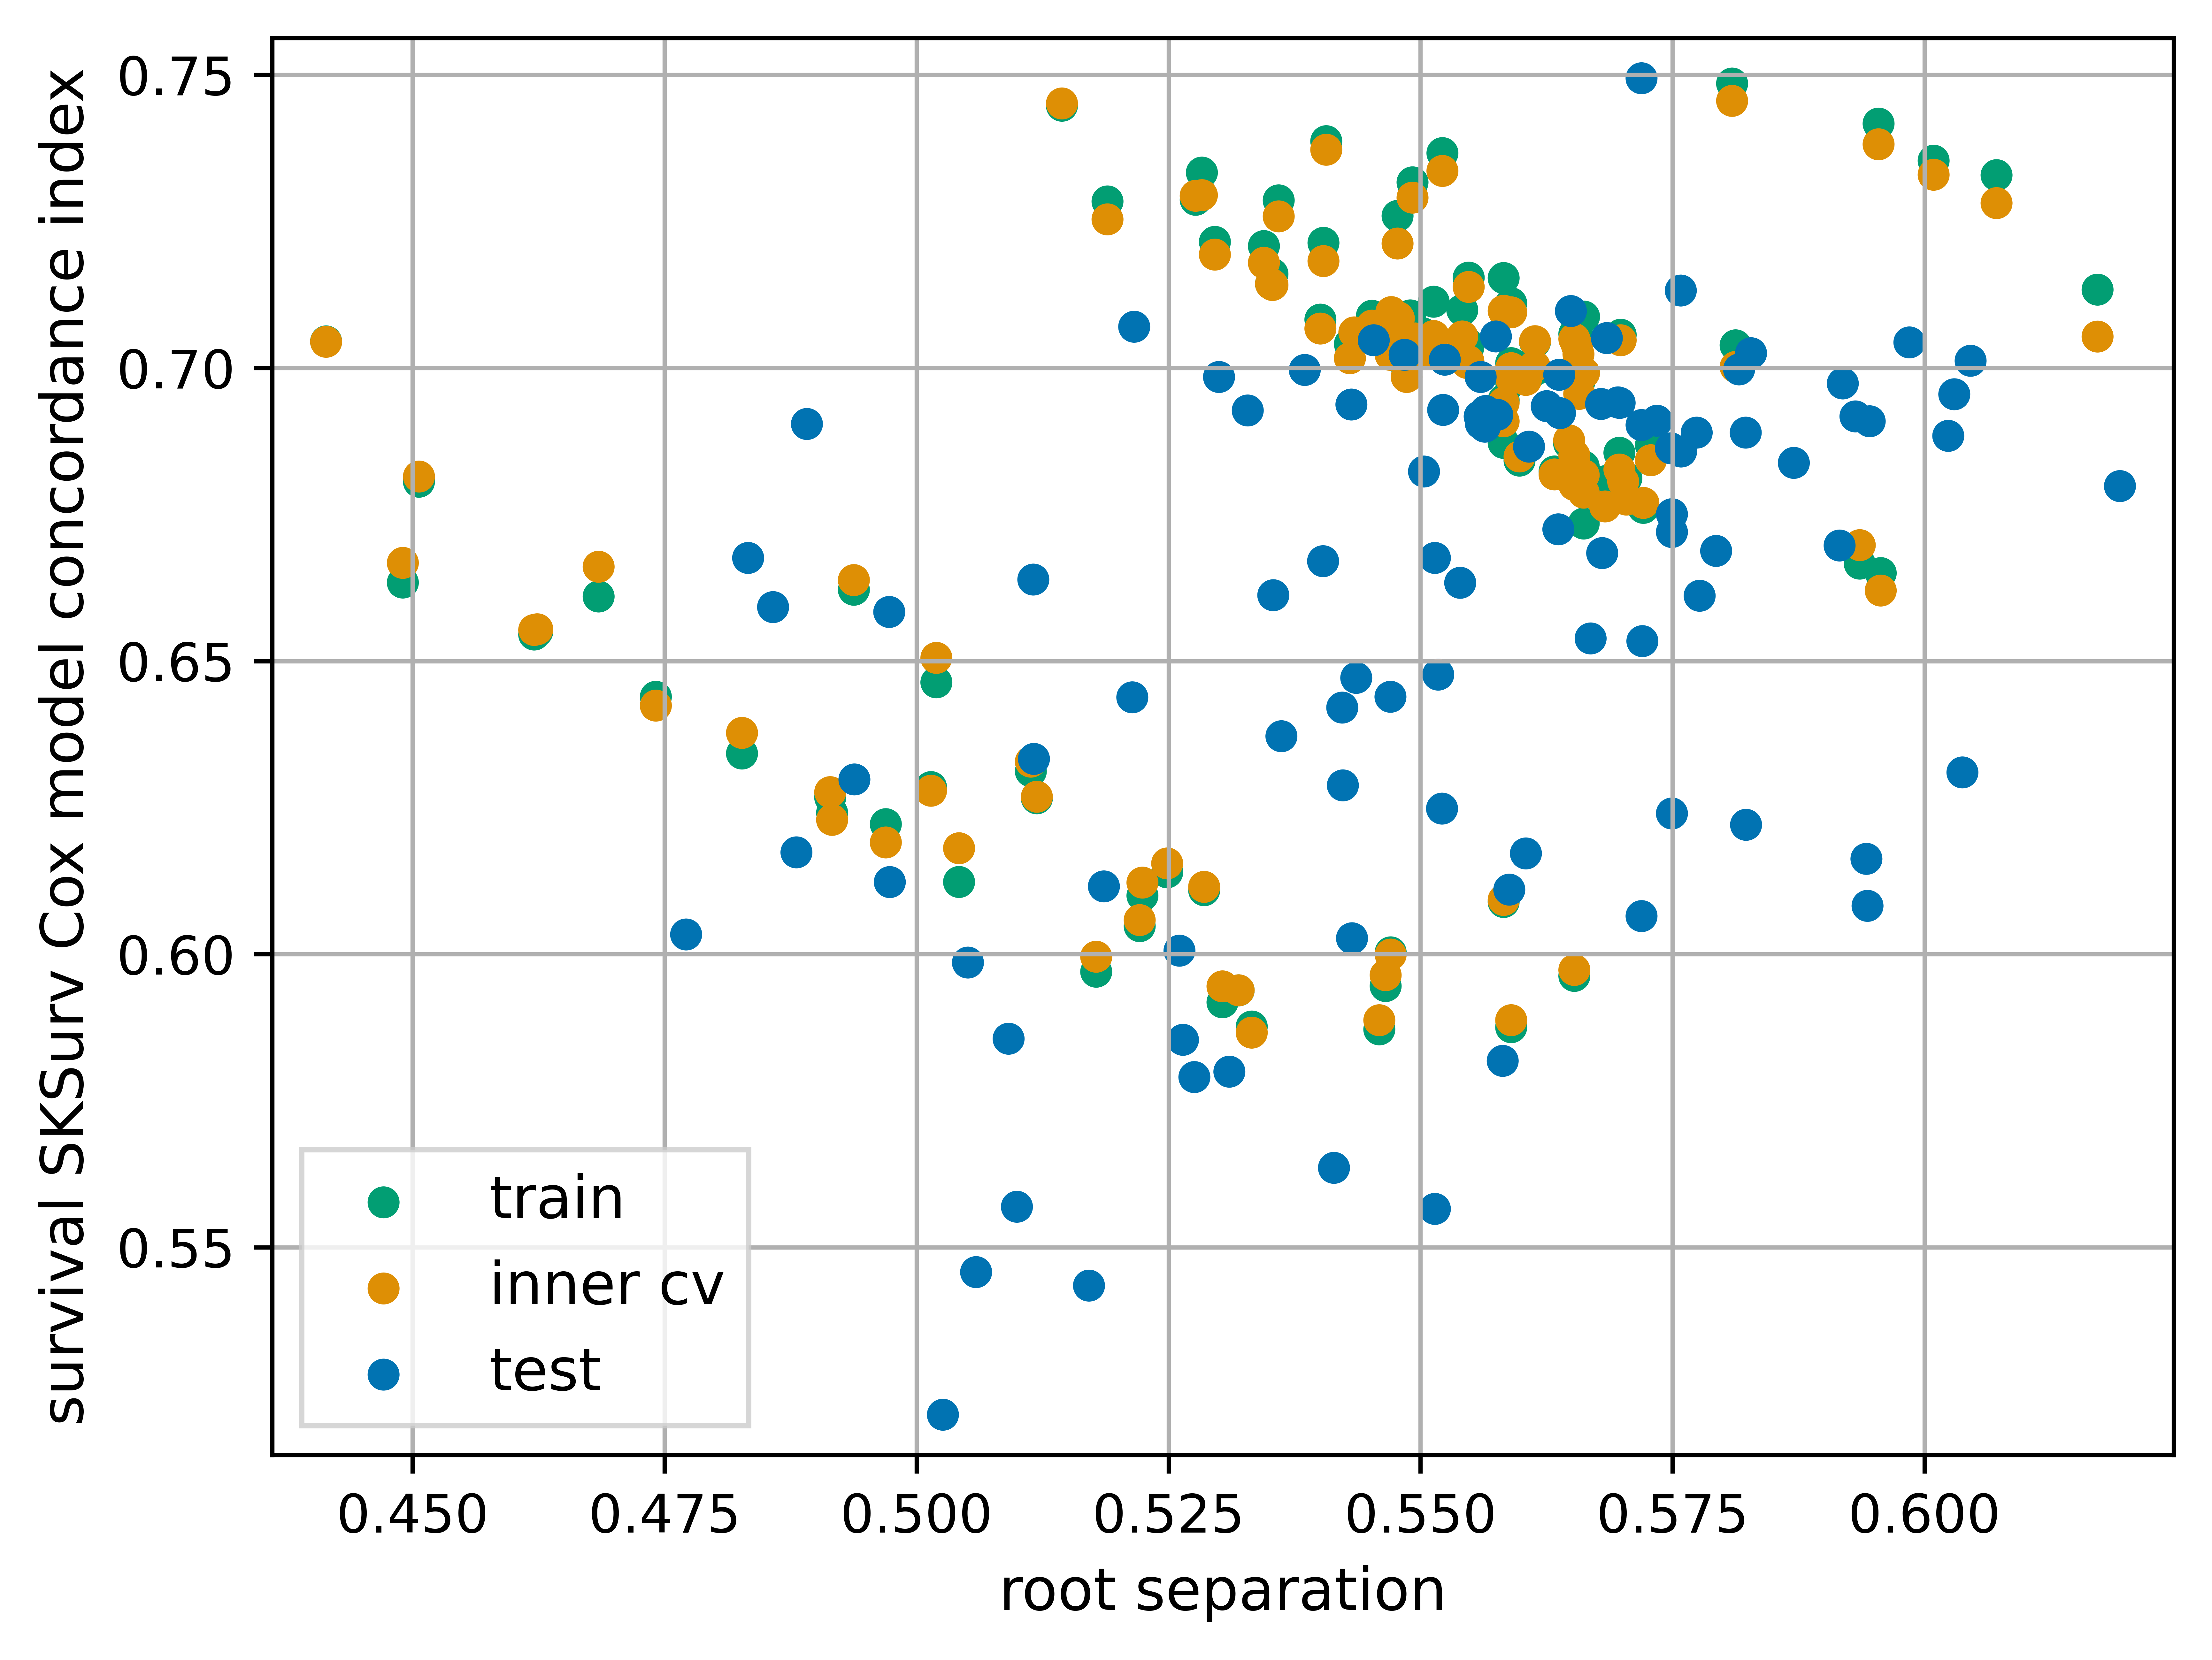 survival SKSurv Cox model concordance index
0.75
0.70
0.65
0.60
0.55
train
inner cv
test
0.450 0.475 0.500 0.525 0.550 0.575 0.600
root separation